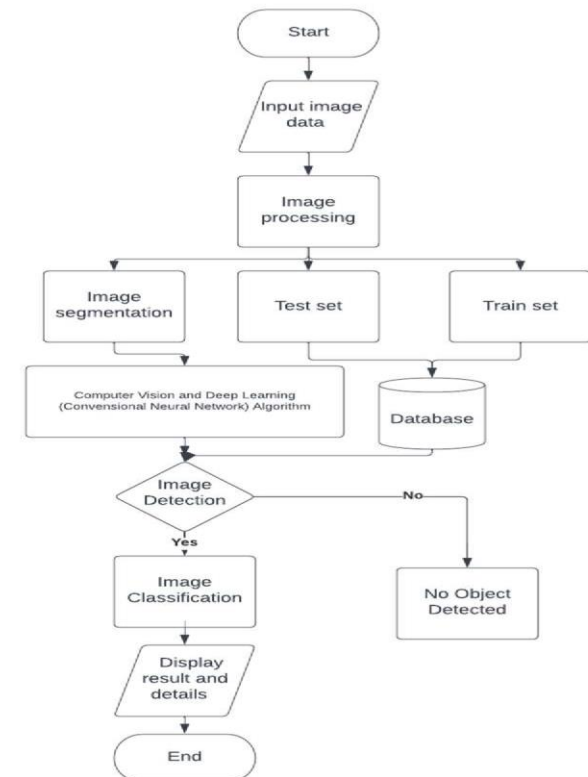 Start
Input image
data
Image
processing
Image
segmentation
Test set
Train set
Computer Vision and Deep Learning
(Convensional Neural Network) Algorithm
Database
Image
Detection
No
Yes
Image
Classification
No Object
Detected
Display
result and
details
End